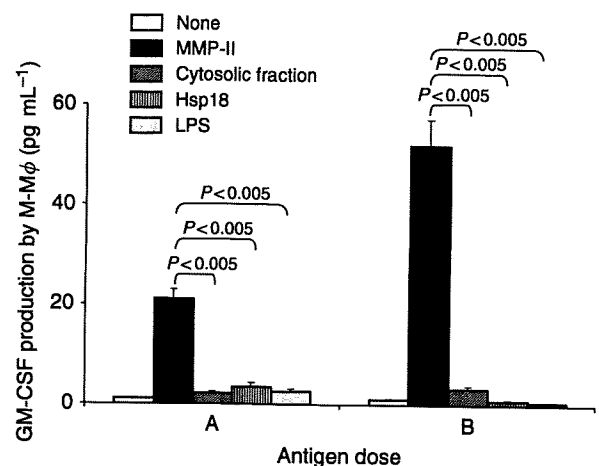 None
MMP-II
Cytosolic fraction
Hsp18
LPS
P<0.005
P<0.005
P<0.005
P<0.005
P<0.005
P<0.005
GM-CSF production by M-Mϕ (pg mL⁻¹)
60
40
20
0
A
B
Antigen dose